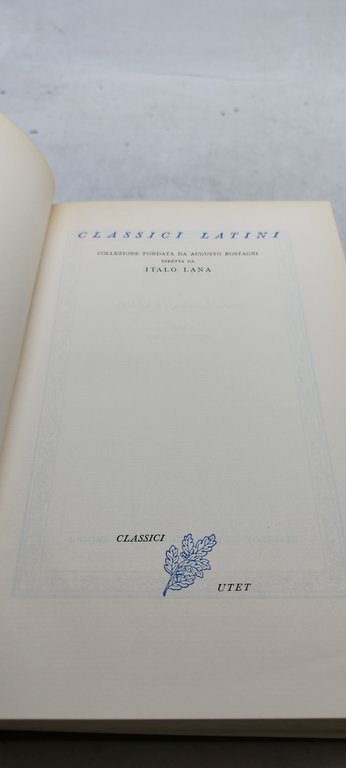 CLASSICI LATINI
COLLEZIONE FONDATA DA AUGUSTO ROSTAGNI
DIRETTA DA
ITALO LANA
CLASSICI
UTET